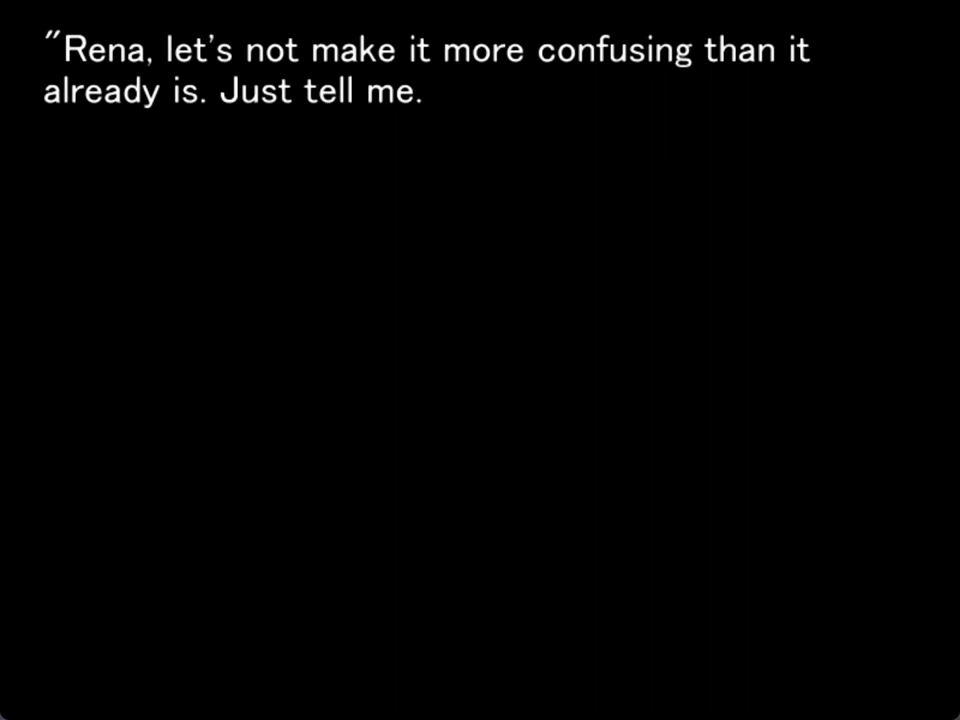 "Rena, let's not make it more confusing than it
already is. Just tell me.